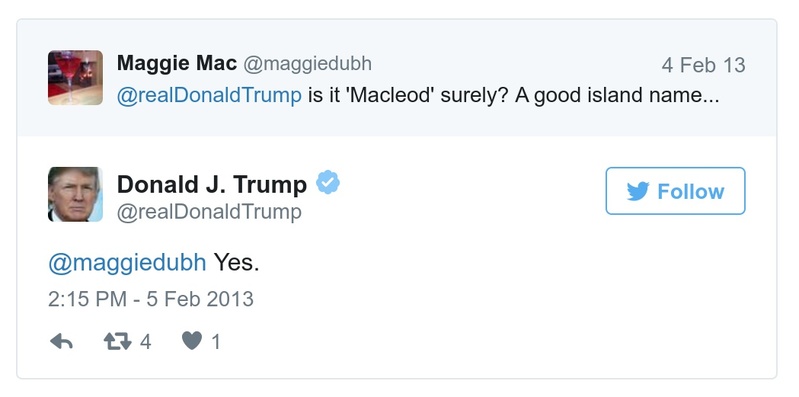 Maggie Mac @maggiedubh 4 Feb 13
@realDonaldTrump is it 'Macleod' surely? A good island name...
Donald J. Trump
@realDonaldTrump
Follow
@maggiedubh Yes.
2:15 PM - 5 Feb 2013
4 1